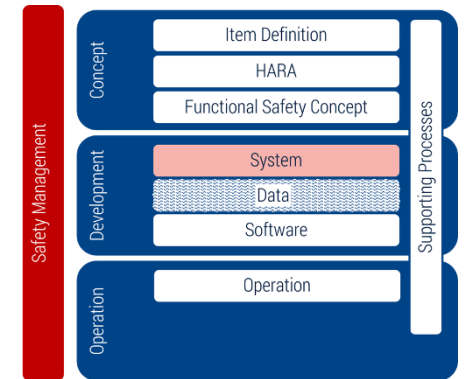 Safety Management
Concept
Item Definition
HARA
Functional Safety Concept
Development
System
Data
Software
Operation
Operation
Supporting Processes